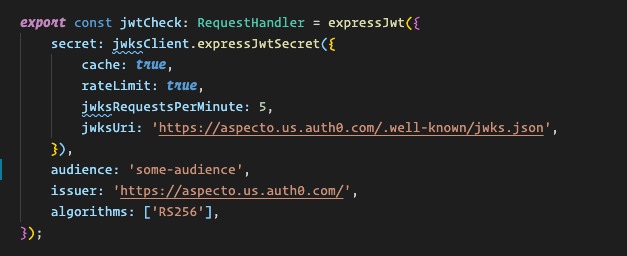 export const jwtCheck: RequestHandler = expressJwt({
secret: jwksClient.expressJwtSecret({
cache: true,
rateLimit: true,
jwksRequestsPerMinute: 5,
jwksUri: 'https://aspecto.us.auth0.com/.well-known/jwks.json',
}),
audience: 'some-audience',
issuer: 'https://aspecto.us.auth0.com/',
algorithms: ['RS256'],
});